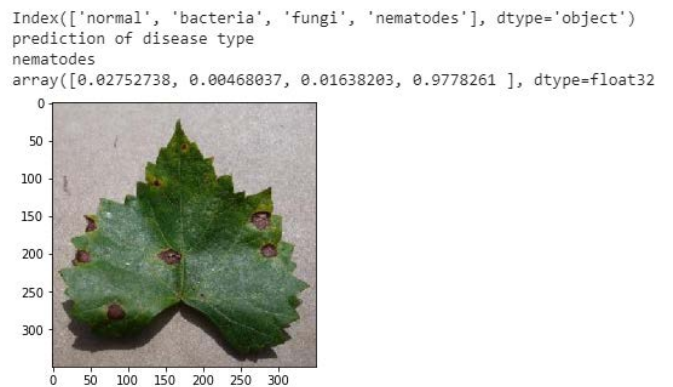 Index(['normal', 'bacteria', 'fungi', 'nematodes'], dtype='object')
prediction of disease type
nematodes
array([0.02752738, 0.00468037, 0.01638203, 0.9778261 ], dtype=float32
0
50
100
150
200
250
300
0 50 100 150 200 250 300